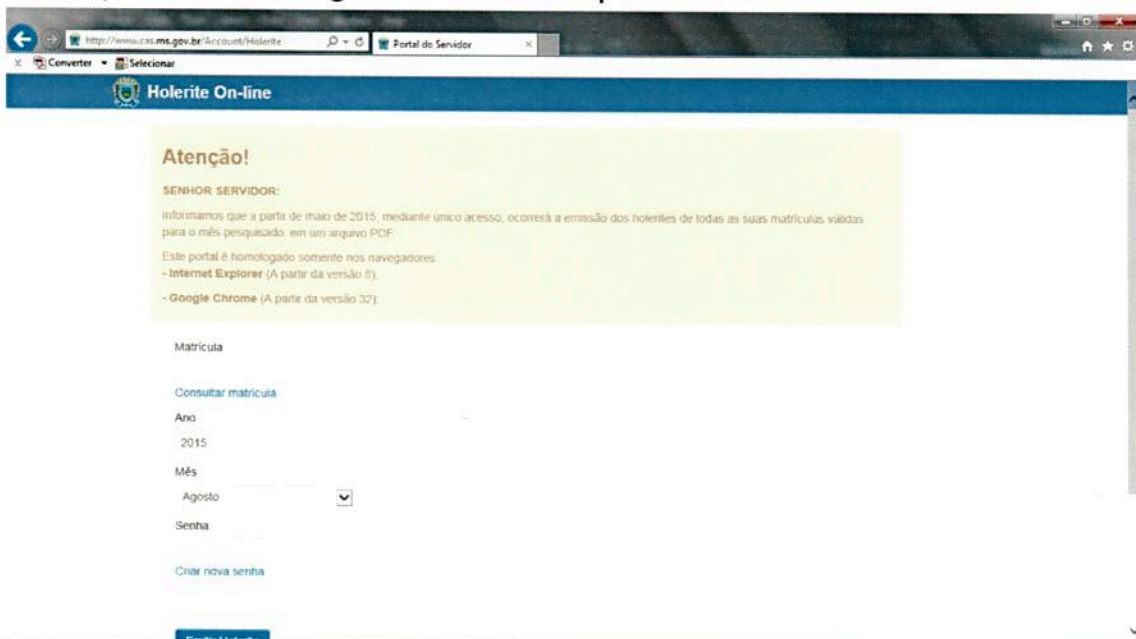 http://www.cxs.ms.gov.br/Account/Holerite
Portal do Servidor
Converter
Selecionar
Holerite On-line
Atenção!
SENHOR SERVIDOR:
Informamos que a partir de maio de 2015, mediante único acesso, ocorrerá a emissão dos holerites de todas as suas matrículas válidas
para o mês pesquisado, em um arquivo PDF
Este portal é homologado somente nos navegadores:
- Internet Explorer (A partir da versão 8);
- Google Chrome (A partir da versão 32);
Matrícula
Consultar matrícula
Ano
2015
Mês
Agosto
Senha
Criar nova senha